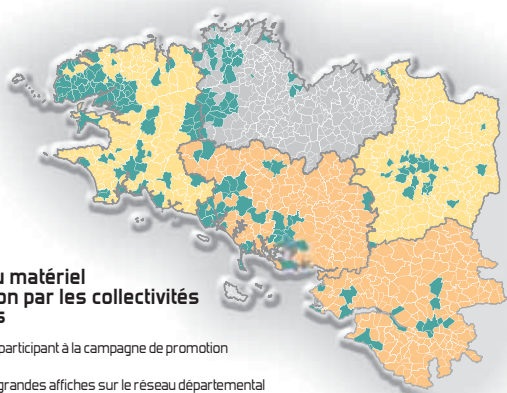 u matériel
on par les collectivités
s
participant à la campagne de promotion
grandes affiches sur le réseau départemental